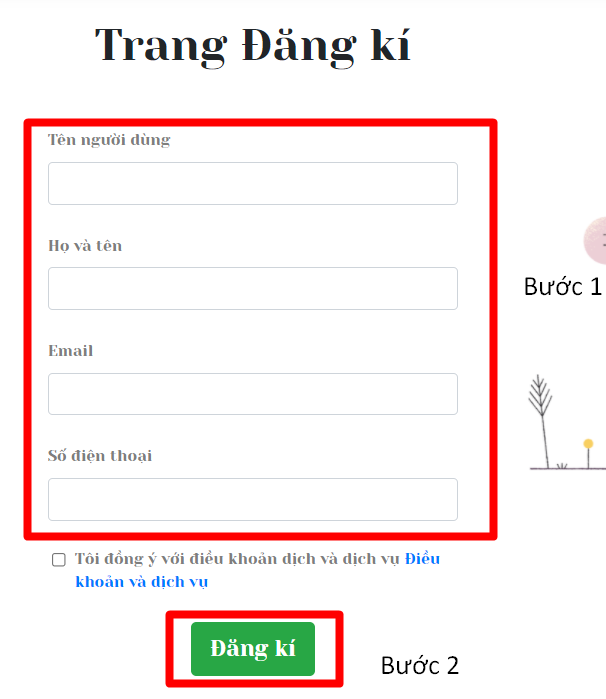 Trang Đăng kí
Tên người dùng
Họ và tên
Bước 1
Email
Số điện thoại
Tôi đồng ý với điều khoản dịch và dịch vụ Điều
khoản và dịch vụ
Đăng kí
Bước 2